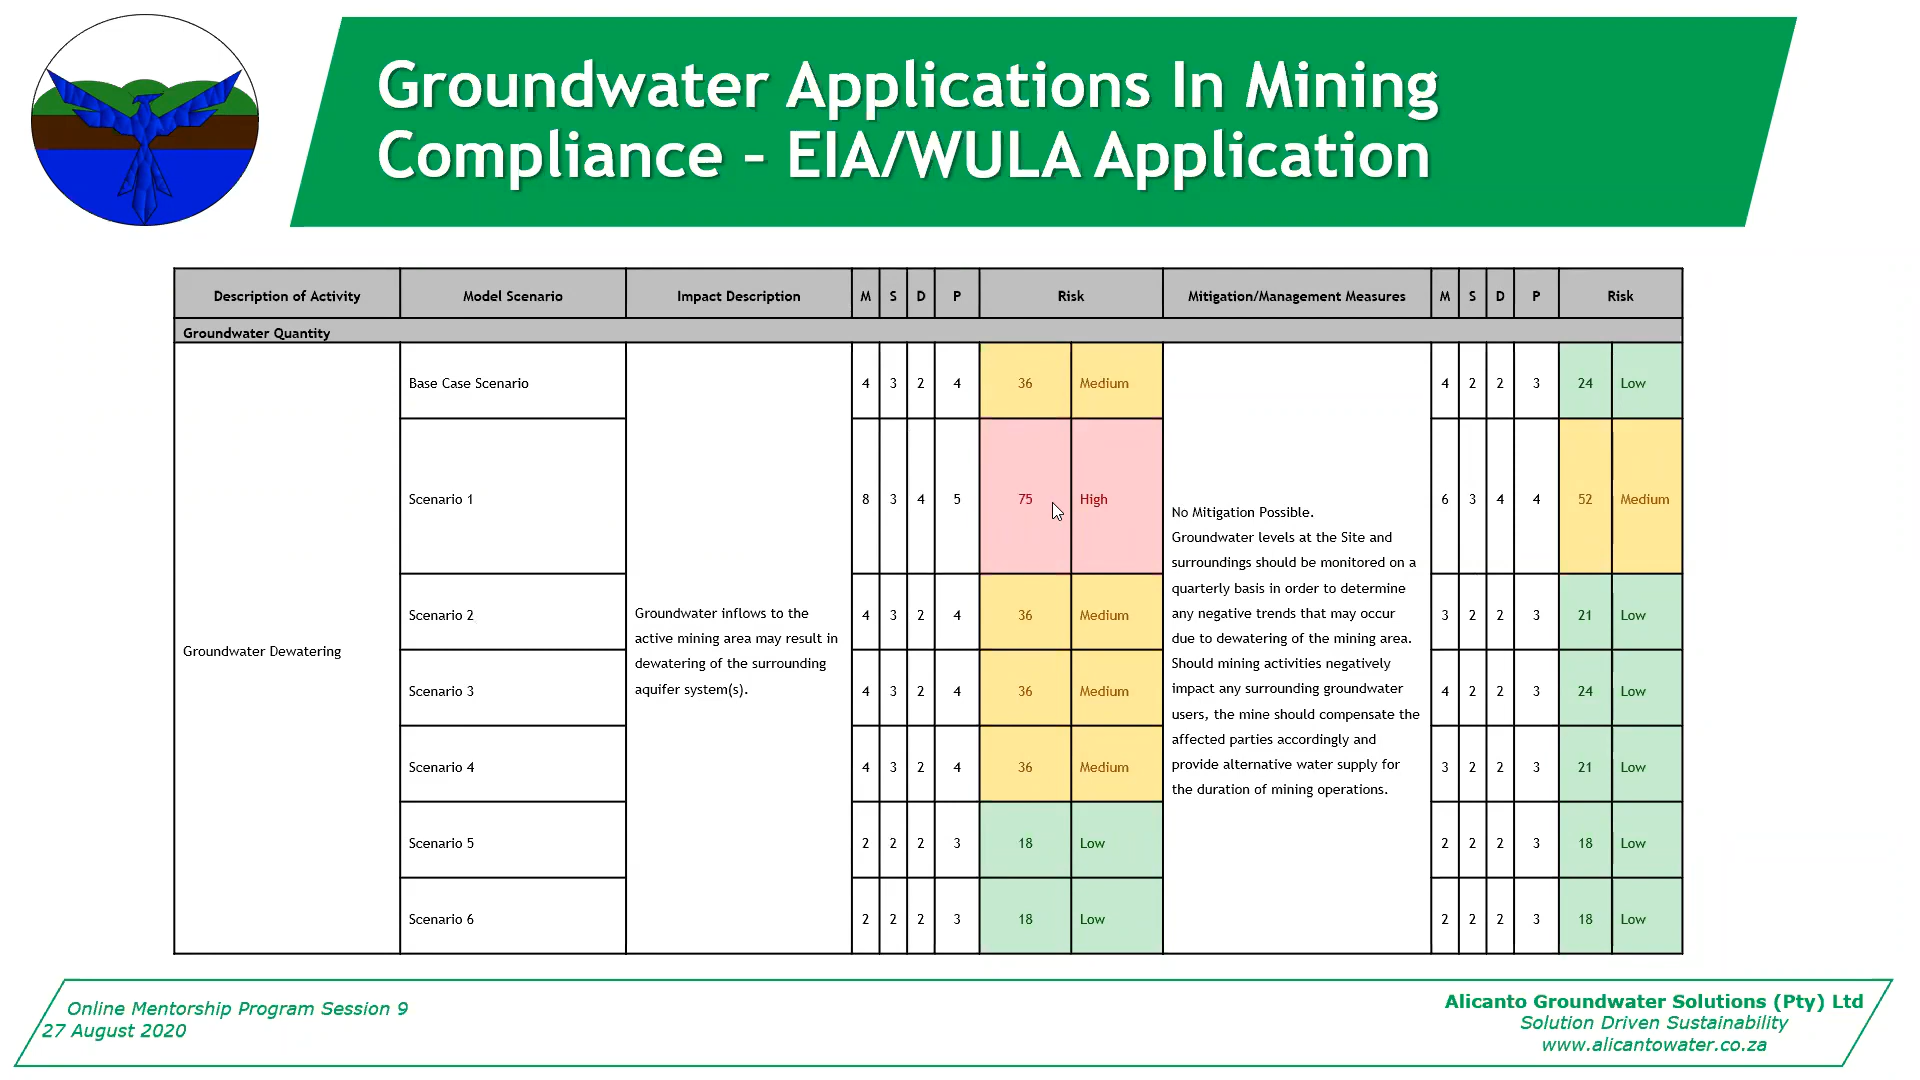 Groundwater Applications In Mining
Compliance – EIA/WULA Application
Description of Activity Model Scenario Impact Description M S D P Risk Mitigation/Management Measures M S D P Risk
Groundwater Quantity
Groundwater Dewatering
Groundwater inflows to the
active mining area may result in
dewatering of the surrounding
aquifer system(s).
No Mitigation Possible.
Groundwater levels at the Site and
surroundings should be monitored on a
quarterly basis in order to determine
any negative trends that may occur
due to dewatering of the mining area.
Should mining activities negatively
impact any surrounding groundwater
users, the mine should compensate the
affected parties accordingly and
provide alternative water supply for
the duration of mining operations.
Base Case Scenario 4 3 2 4 36 Medium 4 2 2 3 24 Low
Scenario 1 8 3 4 5 75 High 6 3 4 4 52 Medium
Scenario 2 4 3 2 4 36 Medium 3 2 2 3 21 Low
Scenario 3 4 3 2 4 36 Medium 4 2 2 3 24 Low
Scenario 4 4 3 2 4 36 Medium 3 2 2 3 21 Low
Scenario 5 2 2 2 3 18 Low 2 2 2 3 18 Low
Scenario 6 2 2 2 3 18 Low 2 2 2 3 18 Low
Online Mentorship Program Session 9
27 August 2020
Alicanto Groundwater Solutions (Pty) Ltd
Solution Driven Sustainability
www.alicantowater.co.za